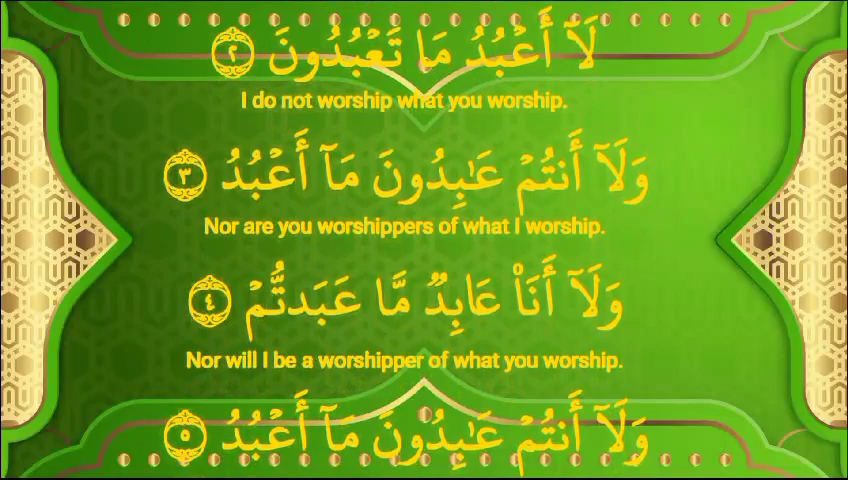 لَآ أَعۡبُدُ مَا تَعۡبُدُونَ ٢
I do not worship what you worship.
وَلَآ أَنتُمۡ عَٰبِدُونَ مَآ أَعۡبُدُ ٣
Nor are you worshippers of what I worship.
وَلَآ أَنَا۠ عَابِدٞ مَّا عَبَدتُّمۡ ٤
Nor will I be a worshipper of what you worship.
وَلَآ أَنتُمۡ عَٰبِدُونَ مَآ أَعۡبُدُ ٥